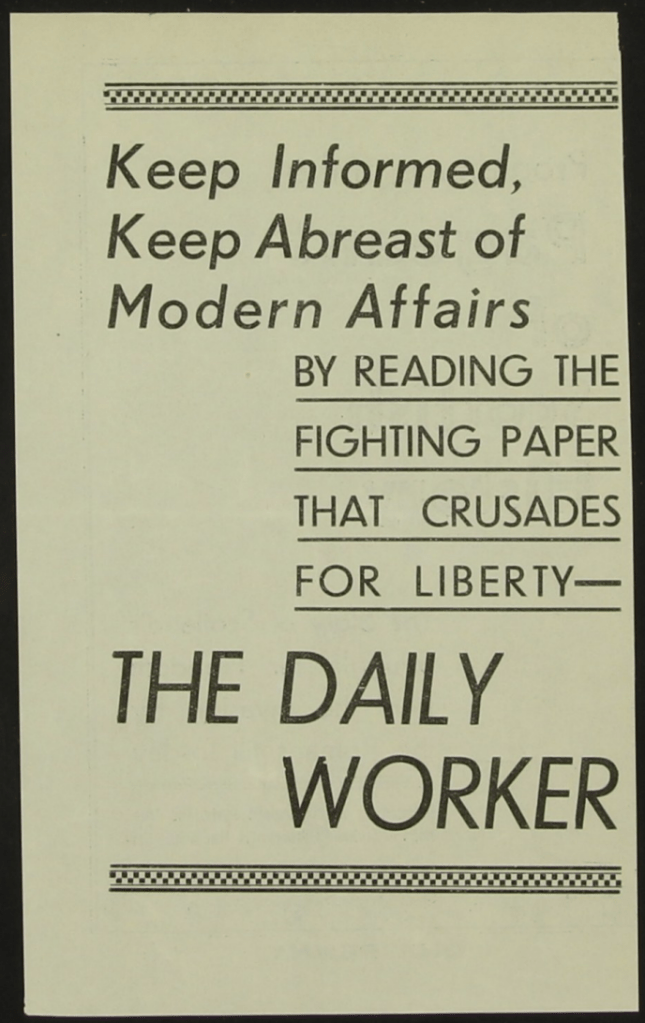 Keep Informed,
Keep Abreast of
Modern Affairs
BY READING THE
FIGHTING PAPER
THAT CRUSADES
FOR LIBERTY—
THE DAILY
WORKER